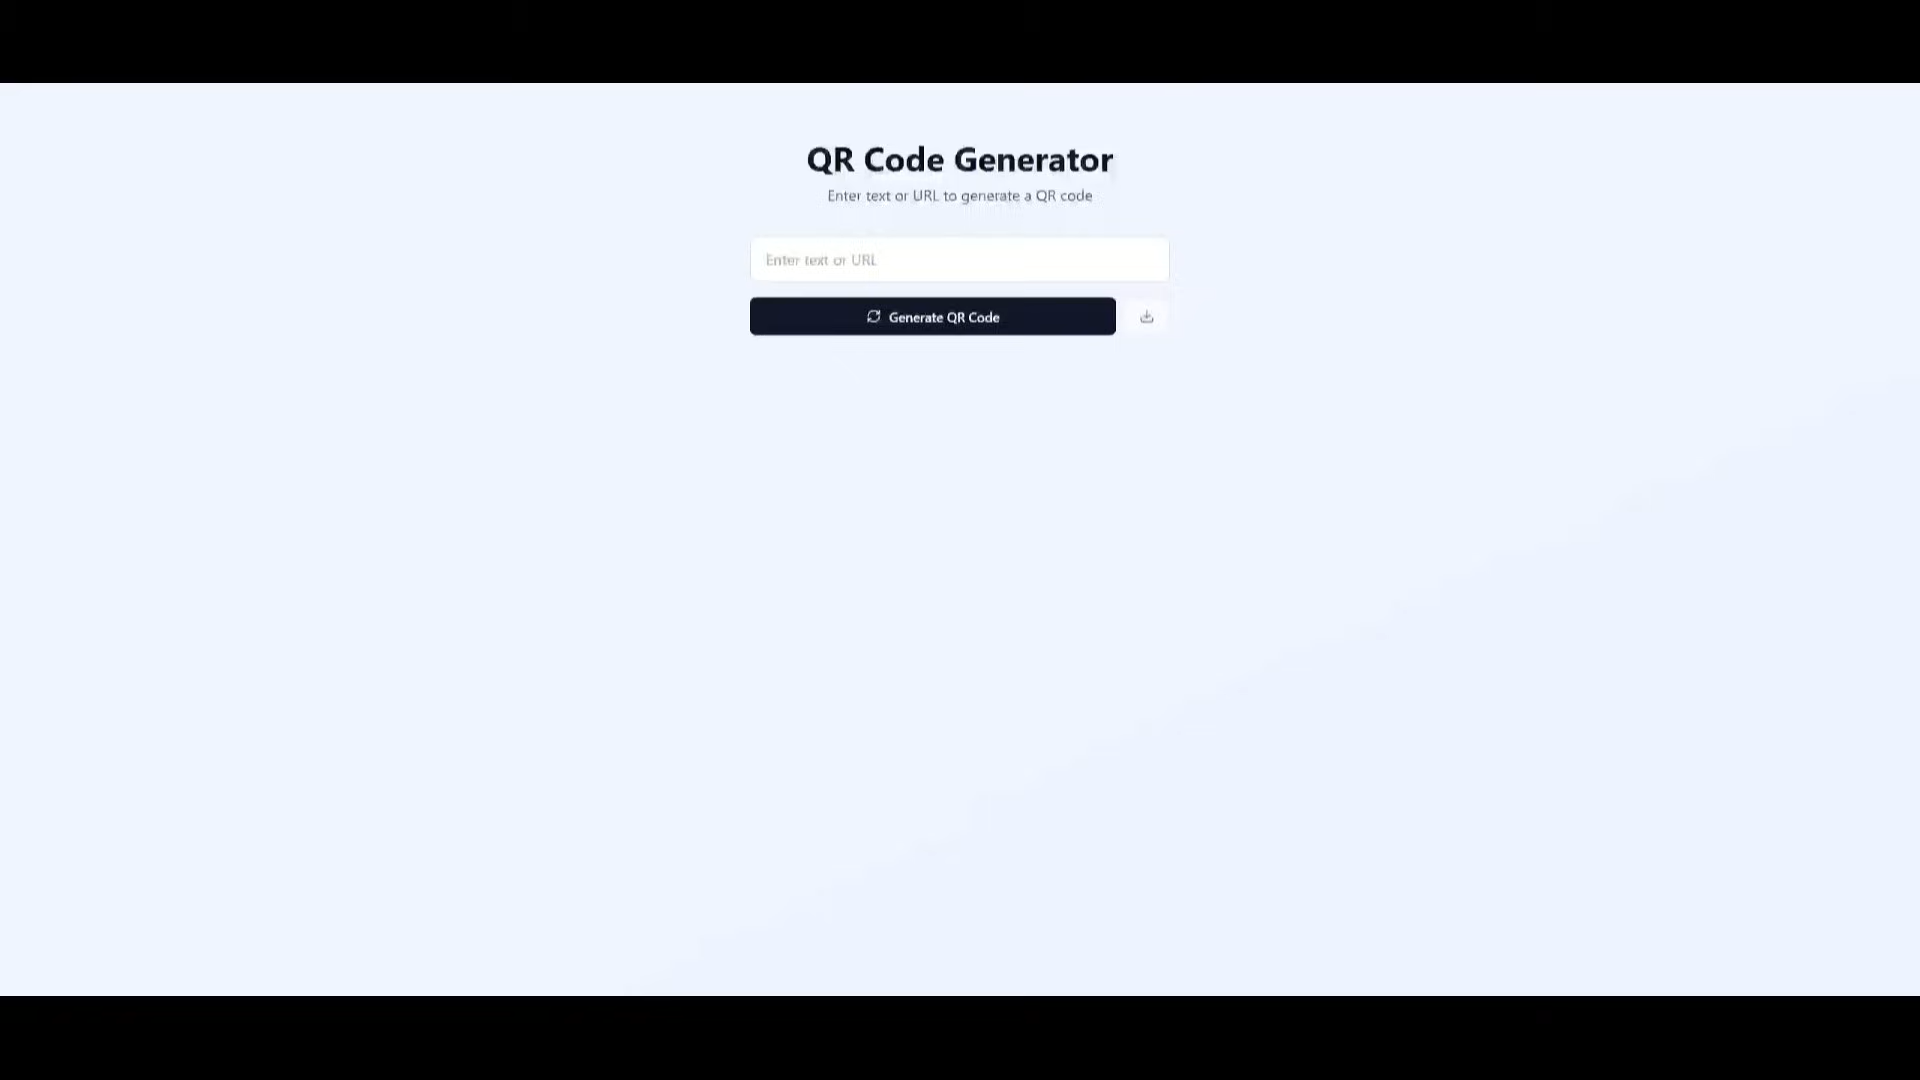 QR Code Generator
Enter text or URL to generate a QR code
Enter text or URL
Generate QR Code